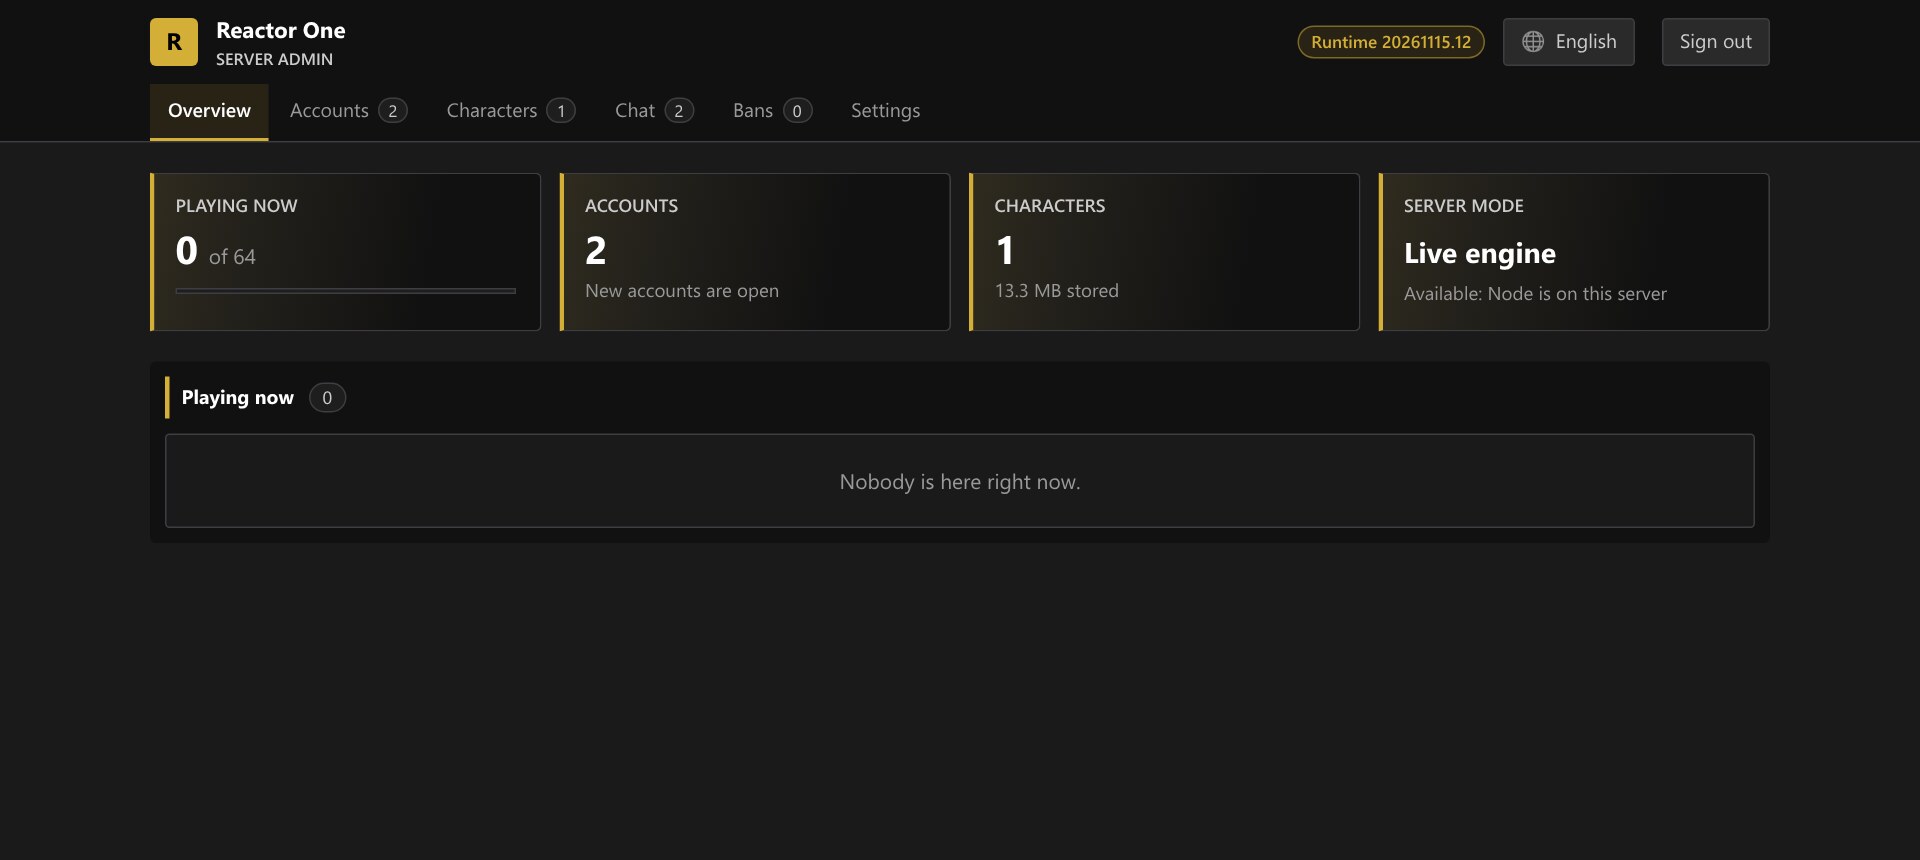 R
Reactor One
SERVER ADMIN
Runtime 20261115.12
English
Sign out
Overview
Accounts 2
Characters 1
Chat 2
Bans 0
Settings
PLAYING NOW
0 of 64
ACCOUNTS
2
New accounts are open
CHARACTERS
1
13.3 MB stored
SERVER MODE
Live engine
Available: Node is on this server
Playing now 0
Nobody is here right now.